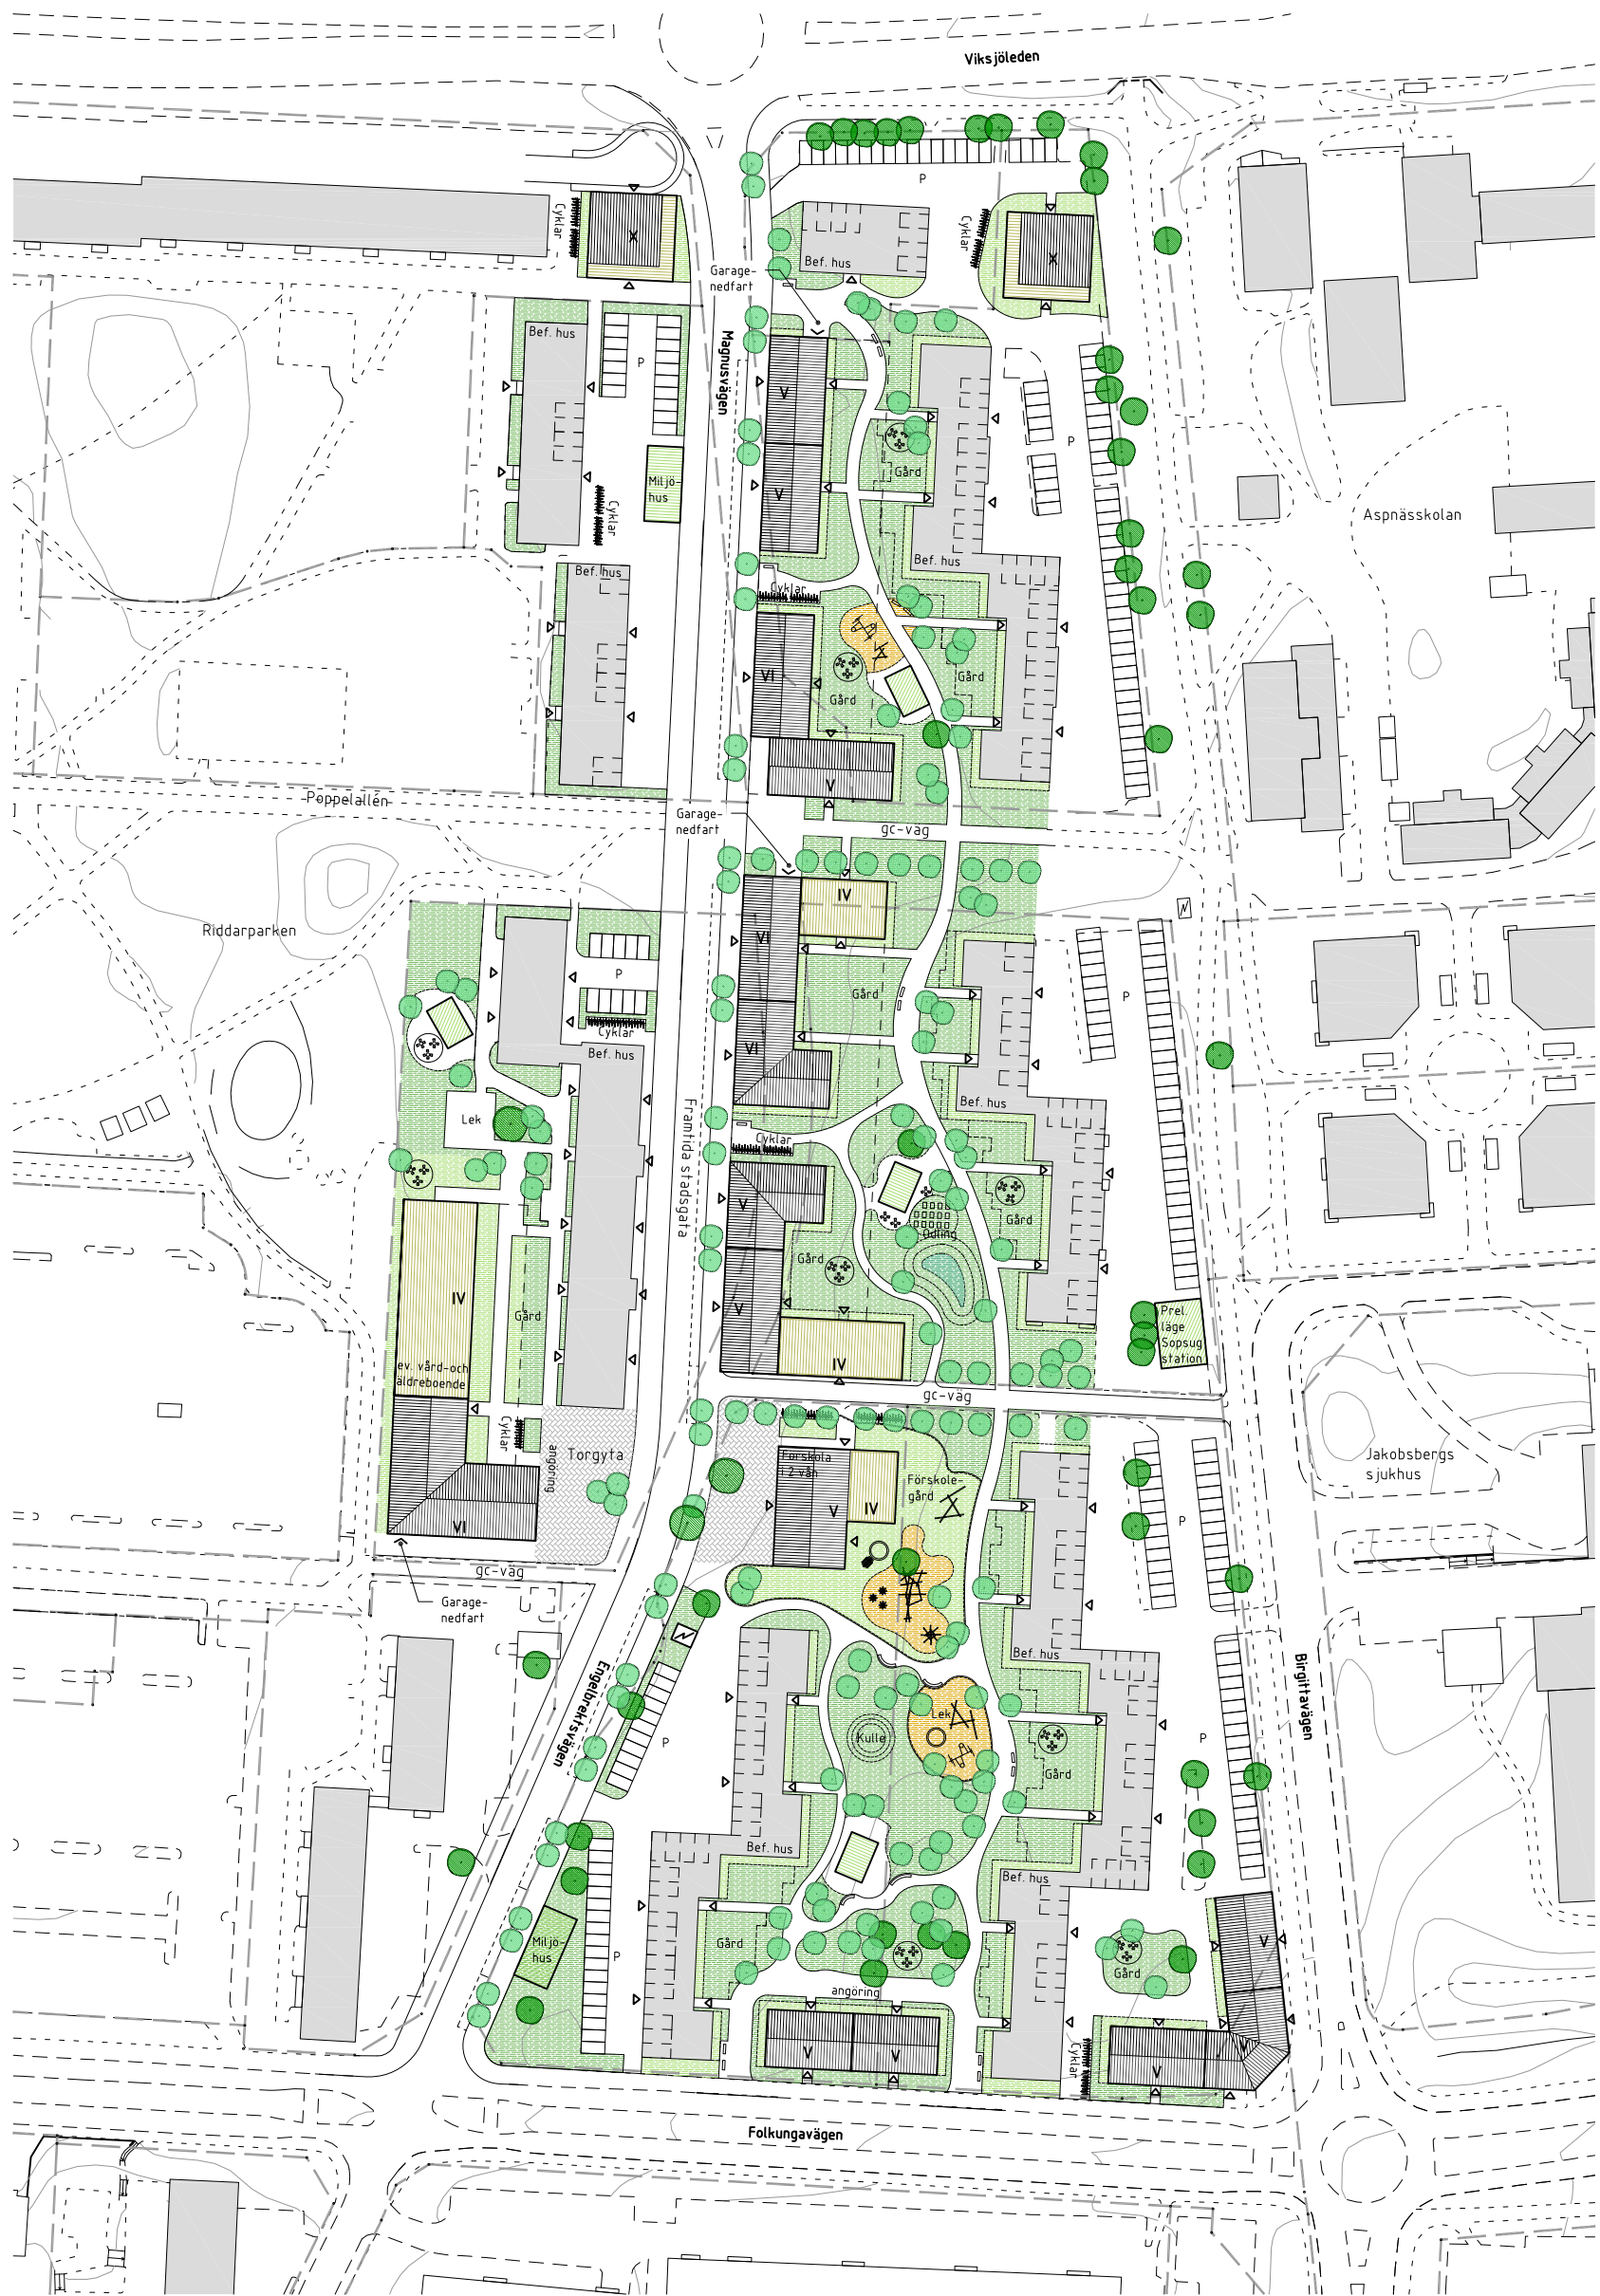 Viksjöleden
P
Cyklar
X
Cyklar
X
Bef. hus
Garage-
nedfart
Bef. hus
P
Magnusvägen
V
P
Gård
Miljö-
hus
V
Cyklar
Aspnässkolan
Bef. hus
Bef. hus
Cyklar
VI
Gård
Gård
V
Poppelallén
Garage-
nedfart
gc-väg
IV
Riddarparken
VI
P
Gård
P
Cyklar
Bef. hus
VI
Bef. hus
Framtida stadsgata
Lek
Cyklar
V
Gård
Odling
Gård
IV
Gård
V
Prel.
läge
Sopsug
station
ev. vård-och
äldreboende
IV
gc-väg
Cyklar
angöring
Torgyta
Förskola
i 2 vån
Förskole-
gård
Jakobsbergs
sjukhus
V
IV
P
VI
gc-väg
Garage-
nedfart
Bef. hus
Engelbrektsvägen
Birgittavägen
Lek
Kulle
P
P
Gård
Bef. hus
Bef. hus
Miljö-
hus
P
Gård
V
Gård
angöring
V
V
Cyklar
V
V
Folkungavägen